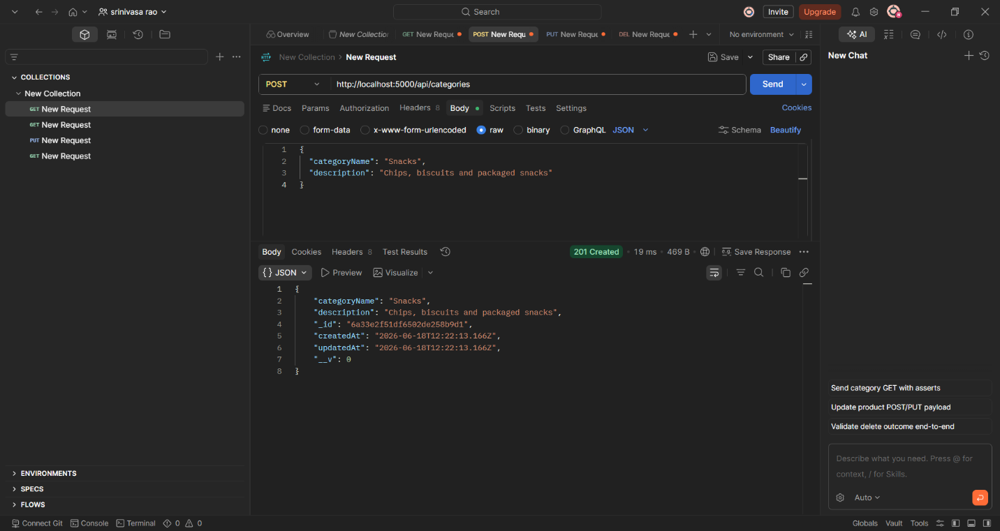 srinivasa rao
Search
Invite
Upgrade
Overview
New Collection
GET New Reque
POST New Requ
PUT New Reque
DEL New Reque
No environment
AI
COLLECTIONS
New Collection
GET New Request
GET New Request
PUT New Request
GET New Request
ENVIRONMENTS
SPECS
FLOWS
HTTP
New Collection > New Request
Save
Share
POST
http://localhost:5000/api/categories
Send
Docs Params Authorization Headers 8 Body Scripts Tests Settings
Cookies
none form-data x-www-form-urlencoded raw binary GraphQL JSON
Schema Beautify
1 {
2 "categoryName": "Snacks",
3 "description": "Chips, biscuits and packaged snacks"
4 }
Body Cookies Headers 8 Test Results
201 Created • 19 ms • 469 B
e.g. Save Response
{ } JSON Preview Visualize
1 {
2 "categoryName": "Snacks",
3 "description": "Chips, biscuits and packaged snacks",
4 "_id": "6a33e2f51df6502de258b9d1",
5 "createdAt": "2026-06-18T12:22:13.166Z",
6 "updatedAt": "2026-06-18T12:22:13.166Z",
7 "__v": 0
8 }
New Chat
Send category GET with asserts
Update product POST/PUT payload
Validate delete outcome end-to-end
Describe what you need. Press @ for
context, / for Skills.
Auto
Connect Git Console Terminal 0 0
Globals Vault Tools